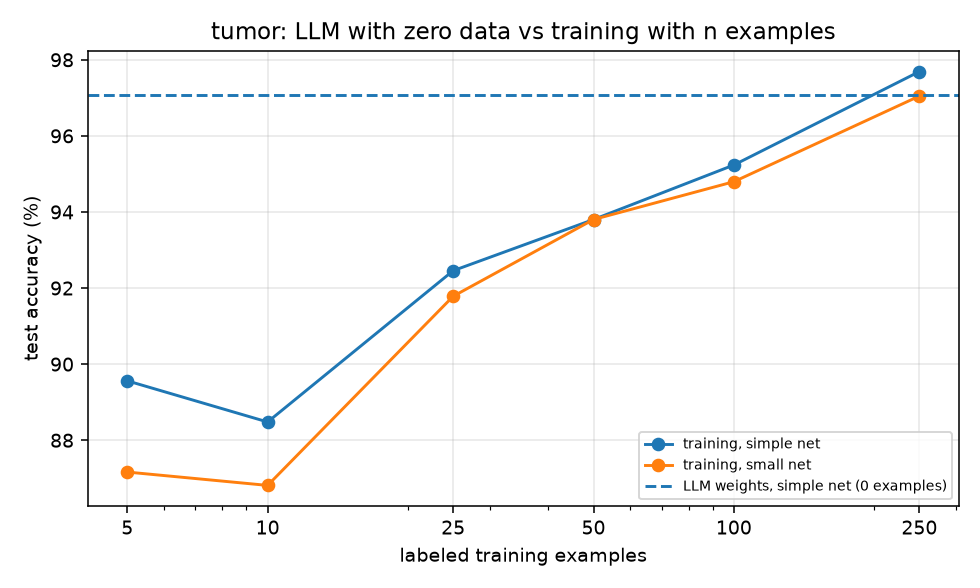 tumor: LLM with zero data vs training with n examples
98
96
94
92
90
88
test accuracy (%)
training, simple net
training, small net
LLM weights, simple net (0 examples)
5 10 25 50 100 250
labeled training examples